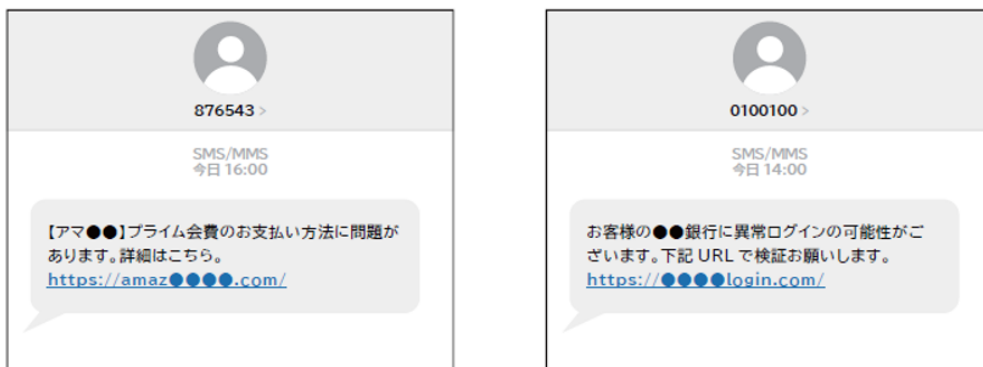 876543 >
SMS/MMS
今日 16:00
【アマ●●】プライム会費のお支払い方法に問題が
あります。詳細はこちら。
https://amaz●●●●.com/
0100100 >
SMS/MMS
今日 14:00
お客様の●●銀行に異常ログインの可能性がご
ざいます。下記 URL で検証お願いします。
https://●●●●login.com/